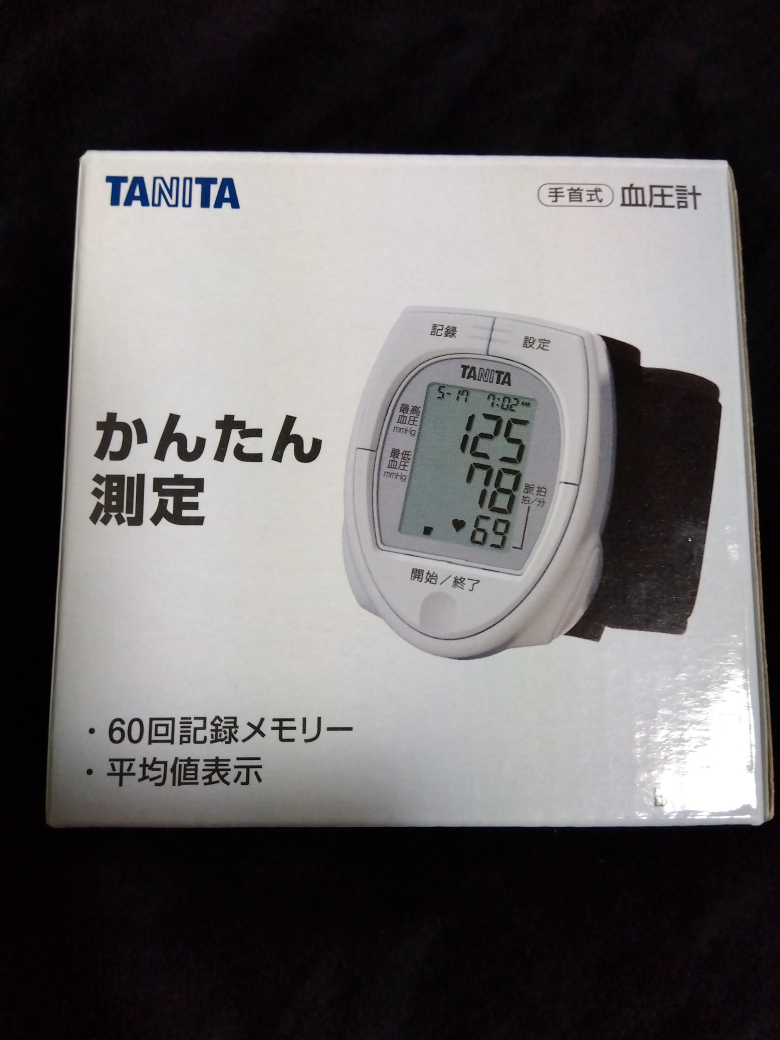 TANITA
手首式 血圧計
記録 設定
TANITA
5-17 7:02 AM
最高
血圧
mmHg
125
最低
血圧
mmHg
78
脈拍
拍/分
69
開始/終了
かんたん
測定
・60回記録メモリー
・平均値表示